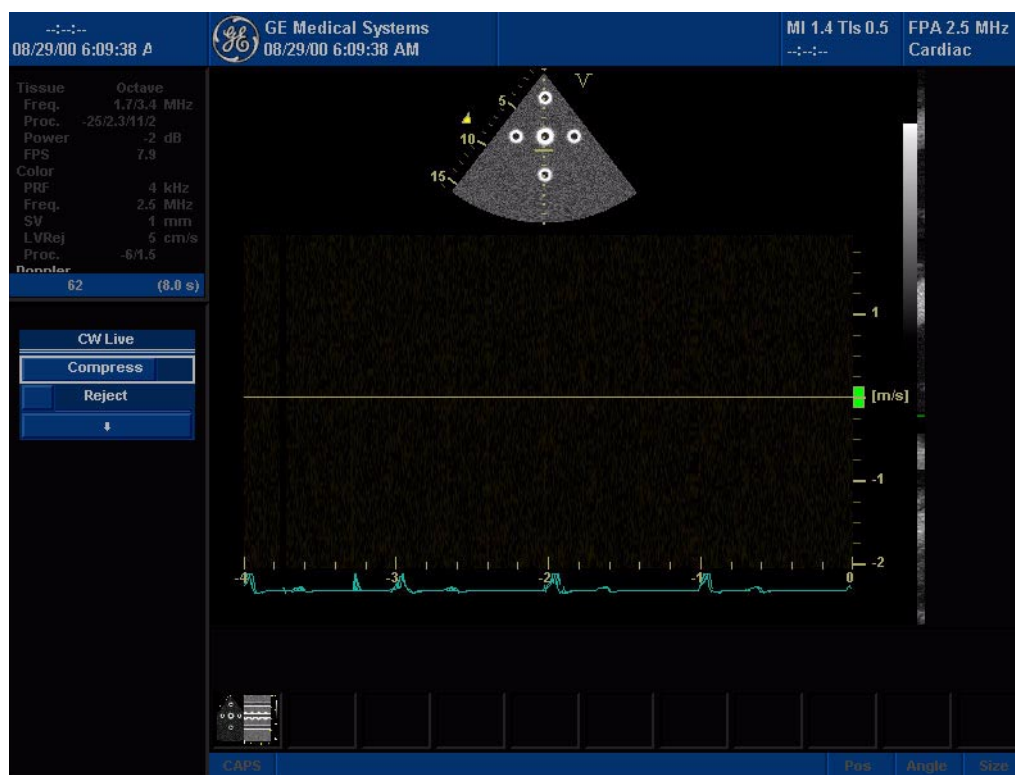 --:--:--
08/29/00 6:09:38 A
GE Medical Systems
08/29/00 6:09:38 AM
MI 1.4 TIs 0.5
--:--:--
FPA 2.5 MHz
Cardiac
Tissue Octave
Freq. 1.7/3.4 MHz
Proc. -25/2.3/11/2
Power -2 dB
FPS 7.9
Color
PRF 4 kHz
Freq. 2.5 MHz
SV 1 mm
LVRej 5 cm/s
Proc. -6/1.5
Doppler
62 (8.0 s)
CW Live
Compress
Reject
V
5
10
15
1
[m/s]
-1
-2
-4 -3 -2 -1 0
CAPS Pos Angle Size